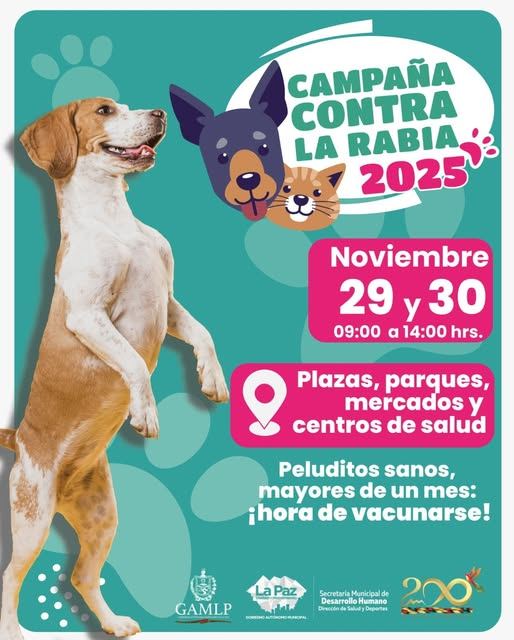 CAMPAÑA
CONTRA
LA RABIA
2025
Noviembre
29 y 30
09:00 a 14:00 hrs.
Plazas, parques,
mercados y
centros de salud
Peluditos sanos,
mayores de un mes:
¡hora de vacunarse!
GAMLP
La Paz
GOBIERNO AUTÓNOMO MUNICIPAL
Secretaría Municipal de
Desarrollo Humano
Dirección de Salud y Deportes
200